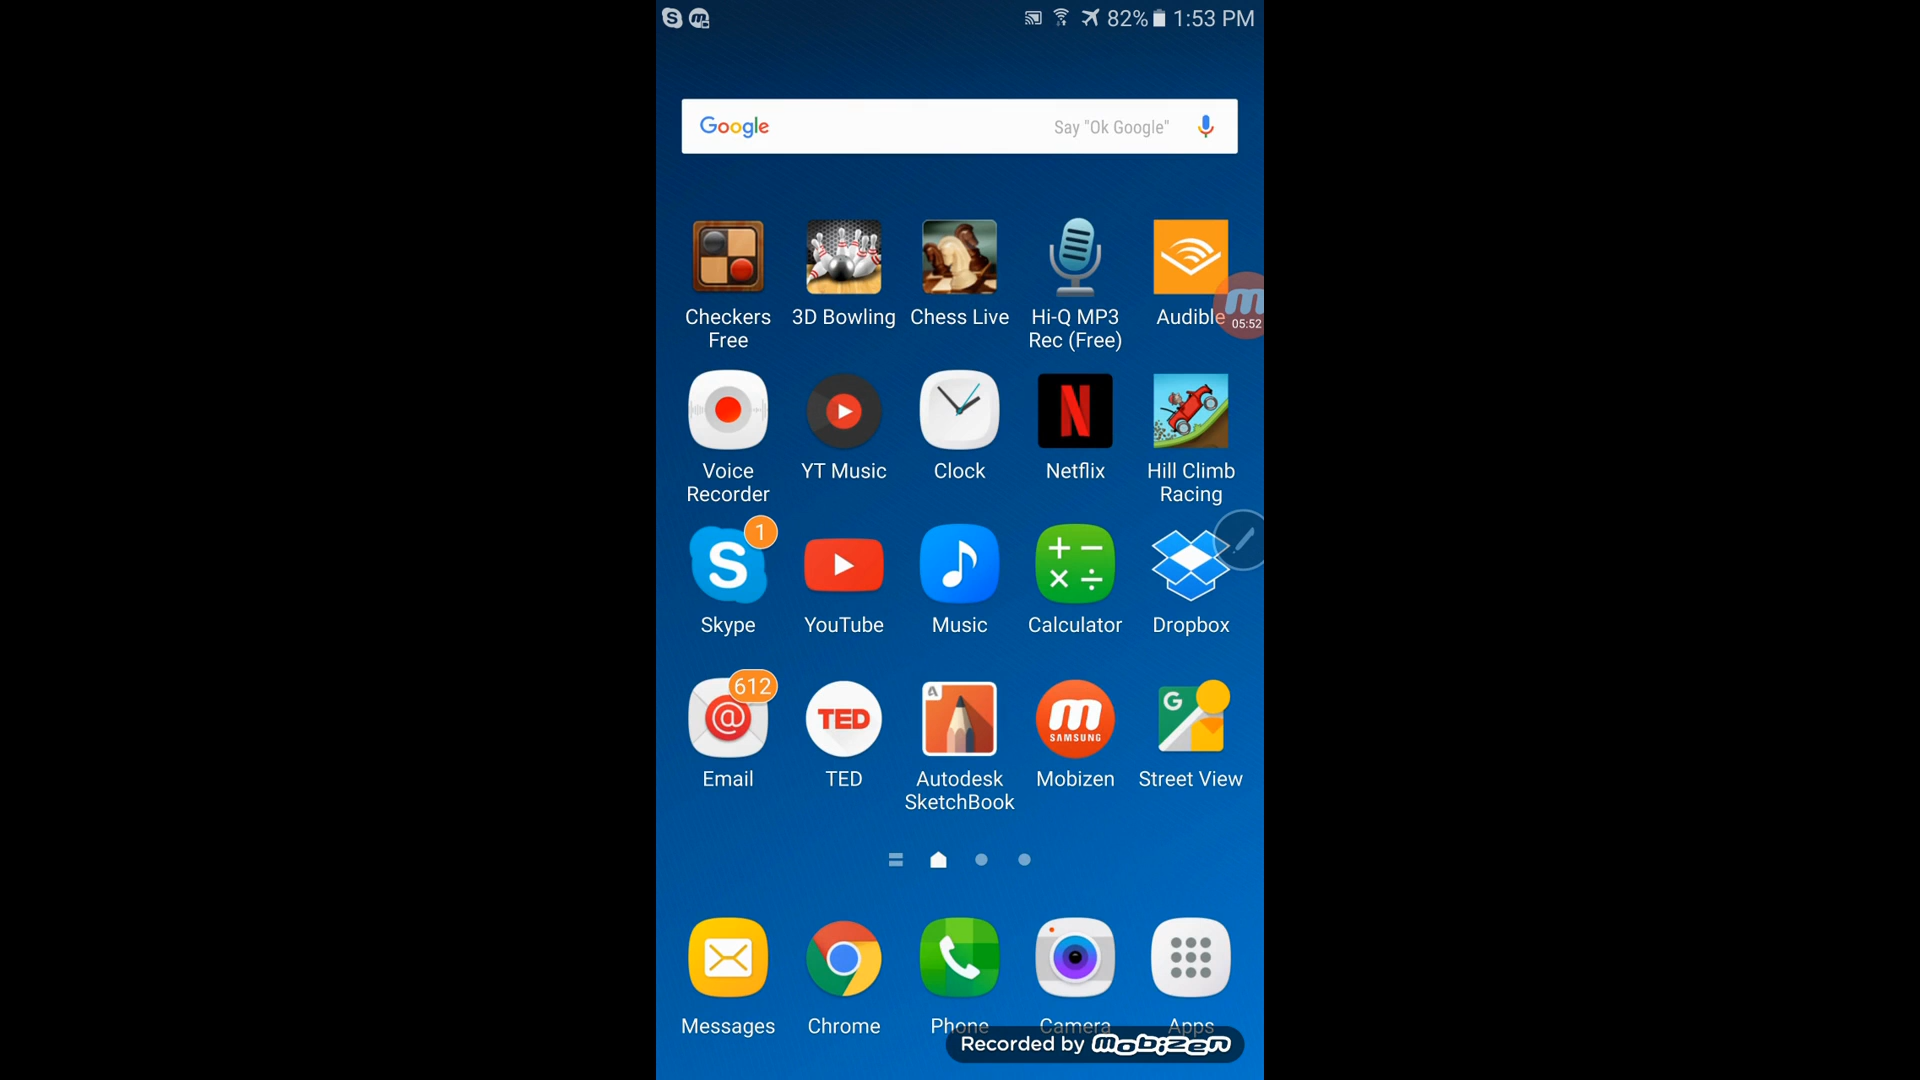 82% 1:53 PM
Google Say "Ok Google"
Checkers Free
3D Bowling
Chess Live
Hi-Q MP3 Rec (Free)
Audible
05:52
Voice Recorder
YT Music
Clock
Netflix
Hill Climb Racing
1
Skype
YouTube
Music
Calculator
Dropbox
612
Email
TED
TED
Autodesk SketchBook
SAMSUNG
Mobizen
G
Street View
Messages
Chrome
Phone
Camera
Apps
Recorded by Mobizen